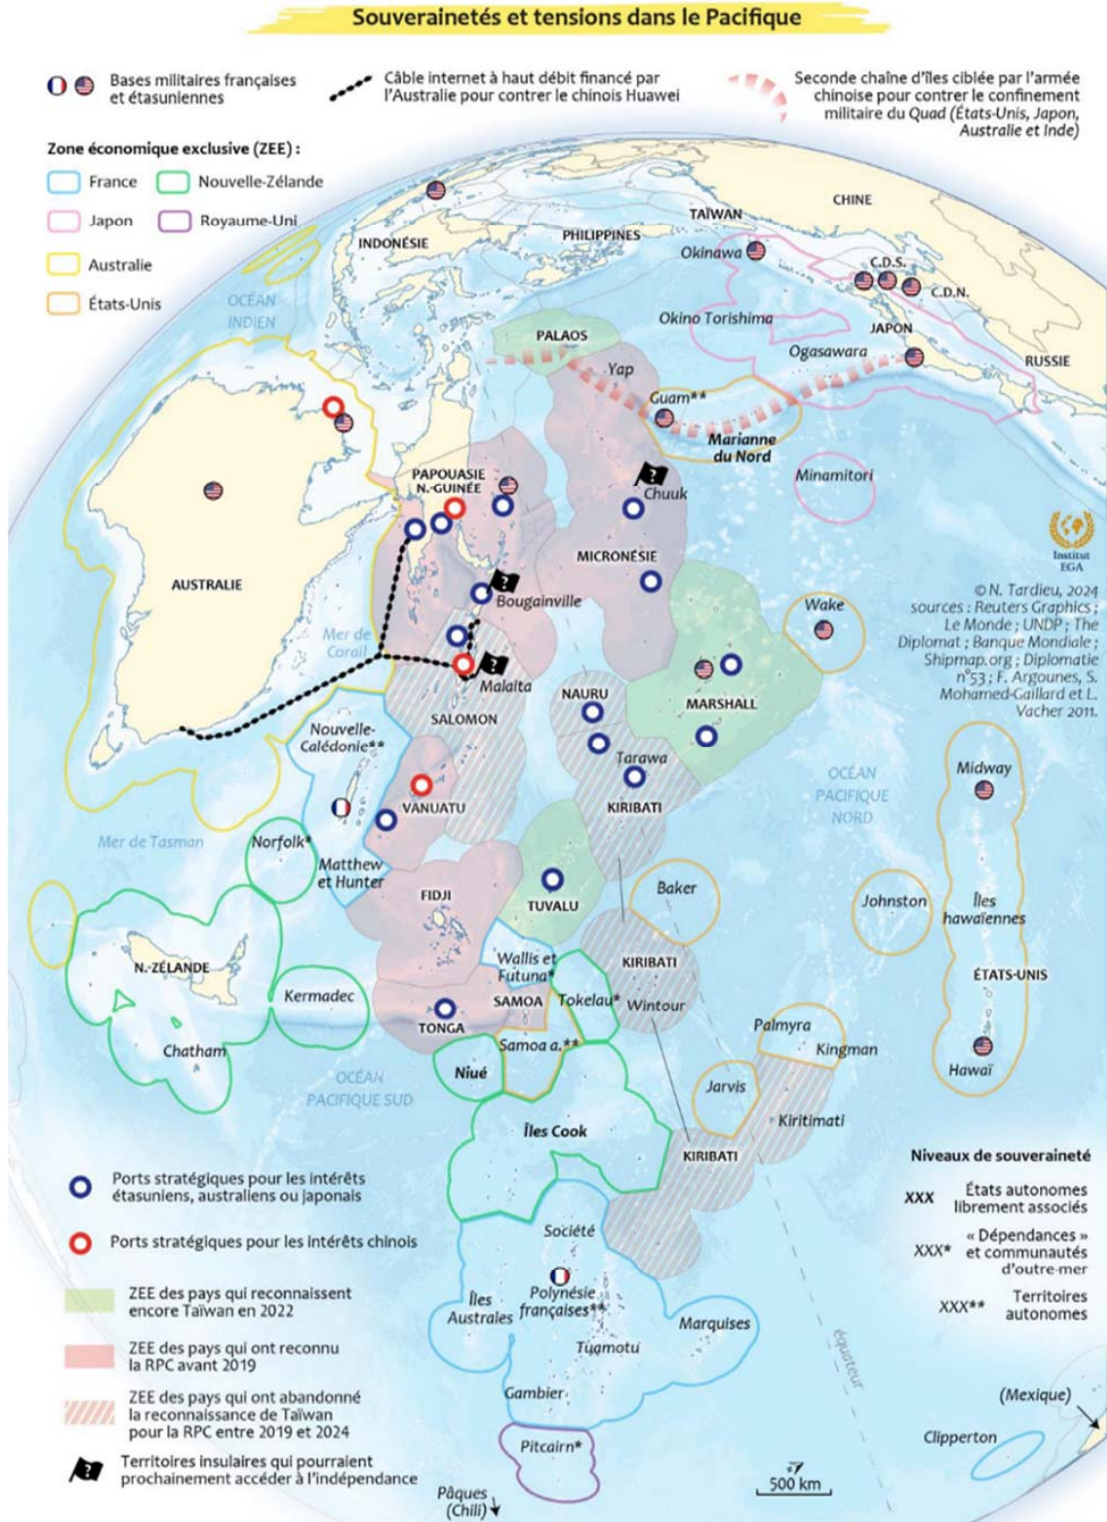 Souverainetés et tensions dans le Pacifique
Bases militaires françaises
et étasuniennes
Câble internet à haut débit financé par
l'Australie pour contrer le chinois Huawei
Seconde chaîne d'îles ciblée par l'armée
chinoise pour contrer le confinement
militaire du Quad (États-Unis, Japon,
Australie et Inde)
Zone économique exclusive (ZEE) :
France
Nouvelle-Zélande
Japon
Royaume-Uni
Australie
États-Unis
CHINE
TAÏWAN
PHILIPPINES
INDONÉSIE
Okinawa
C.D.S.
C.D.N.
OCÉAN
INDIEN
Okino Torishima
JAPON
PALAOS
Ogasawara
RUSSIE
Yap
Guam**
Marianne
du Nord
PAPOUASIE
N.-GUINÉE
Minamitori
?
Chuuk
Institut
EGA
MICRONÉSIE
AUSTRALIE
?
Bougainville
© N. Tardieu, 2024
sources : Reuters Graphics ;
Le Monde ; UNDP ; The
Diplomat ; Banque Mondiale ;
Shipmap.org ; Diplomatie
n°53 ; F. Argounes, S.
Mohamed-Gaillard et L.
Vacher 2011.
Wake
Mer de
Corail
?
Malaita
NAURU
MARSHALL
SALOMON
Nouvelle-
Calédonie**
Tarawa
Midway
OCÉAN
PACIFIQUE
NORD
VANUATU
KIRIBATI
Mer de Tasman
Norfolk*
Matthew
et Hunter
FIDJI
Baker
TUVALU
Johnston
Îles
hawaïennes
Wallis et
Futuna*
KIRIBATI
N.-ZÉLANDE
ÉTATS-UNIS
Kermadec
SAMOA
Tokelau*
Wintour
TONGA
Palmyra
Chatham
Samoa a.**
Kingman
Niué
Hawaï
OCÉAN
PACIFIQUE SUD
Jarvis
Kiritimati
Îles Cook
KIRIBATI
Niveaux de souveraineté
XXX
États autonomes
librement associés
XXX*
« Dépendances »
et communautés
d'outre-mer
XXX**
Territoires
autonomes
Ports stratégiques pour les intérêts
étasuniens, australiens ou japonais
Ports stratégiques pour les intérêts chinois
ZEE des pays qui reconnaissent
encore Taïwan en 2022
ZEE des pays qui ont reconnu
la RPC avant 2019
ZEE des pays qui ont abandonné
la reconnaissance de Taïwan
pour la RPC entre 2019 et 2024
?
Territoires insulaires qui pourraient
prochainement accéder à l'indépendance
Société
Polynésie
françaises**
Îles
Australes
Marquises
Tuamotu
Gambier
équateur
(Mexique)
Clipperton
Pitcairn*
500 km
Pâques
(Chili)